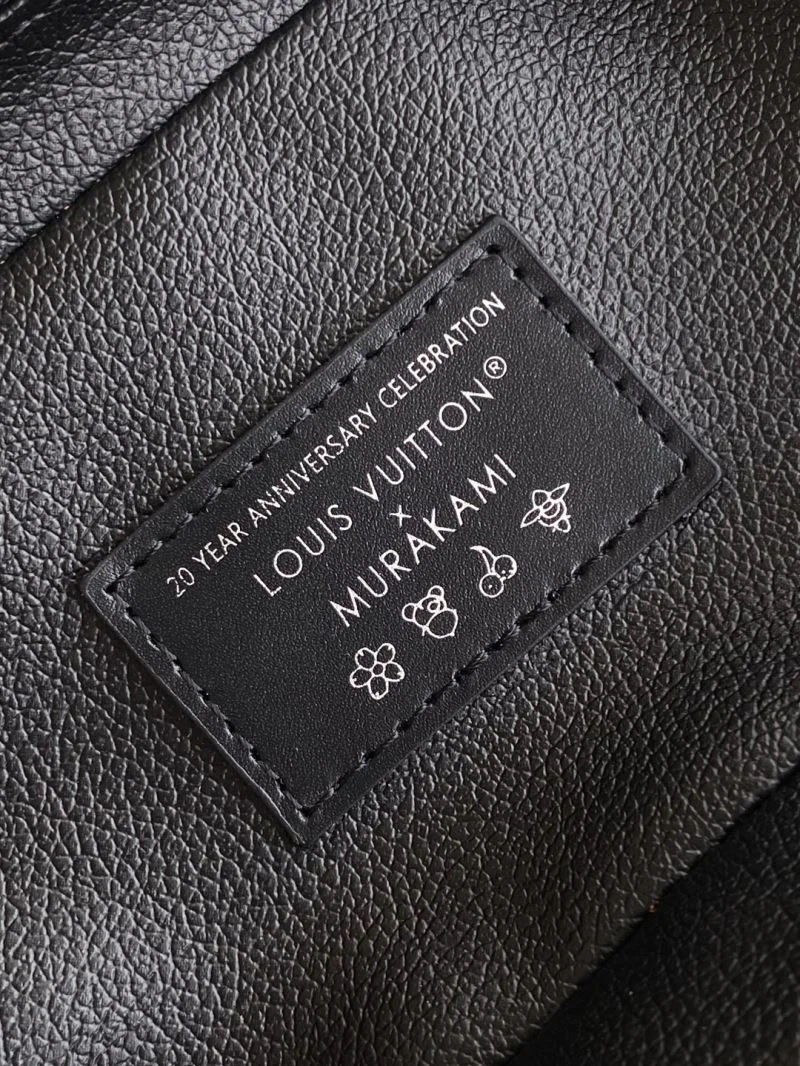 20 YEAR ANNIVERSARY CELEBRATION
LOUIS VUITTON®
×
MURAKAMI